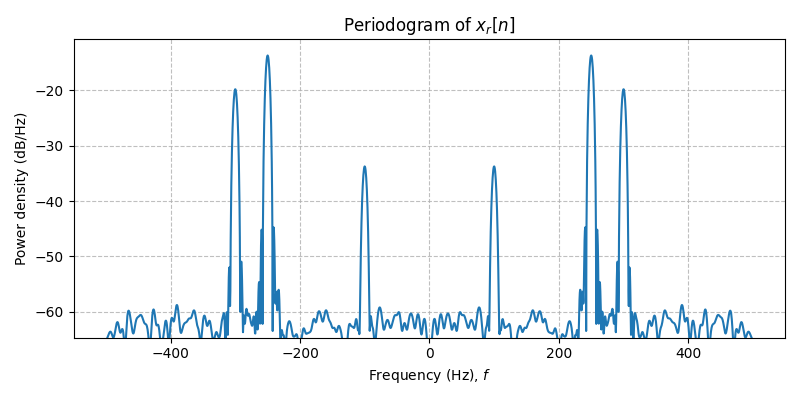 Periodogram of x_r[n]
Power density (dB/Hz)
−20
−30
−40
−50
−60
−400 −200 0 200 400
Frequency (Hz), f